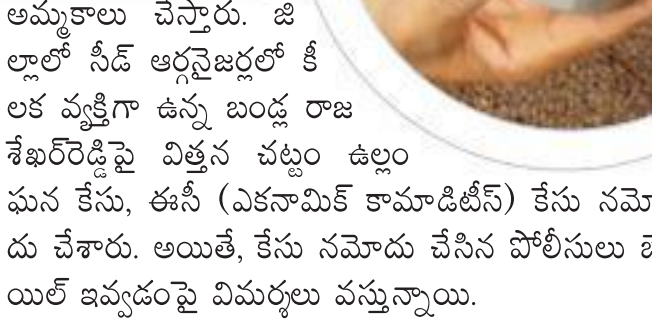 అమ్మకాలు చేస్తారు. జి
ల్లాలో సీడ్ ఆర్గనైజర్లలో కీ
లక వ్యక్తిగా ఉన్న బండ్ల రాజ
శేఖర్‌రెడ్డిపై విత్తన చట్టం ఉల్లం
ఘన కేసు, ఈసీ (ఎకనామిక్ కామాడిటీస్) కేసు నమో
దు చేశారు. అయితే, కేసు నమోదు చేసిన పోలీసులు
యిల్ ఇవ్వడంపై విమర్శలు వస్తున్నాయి.